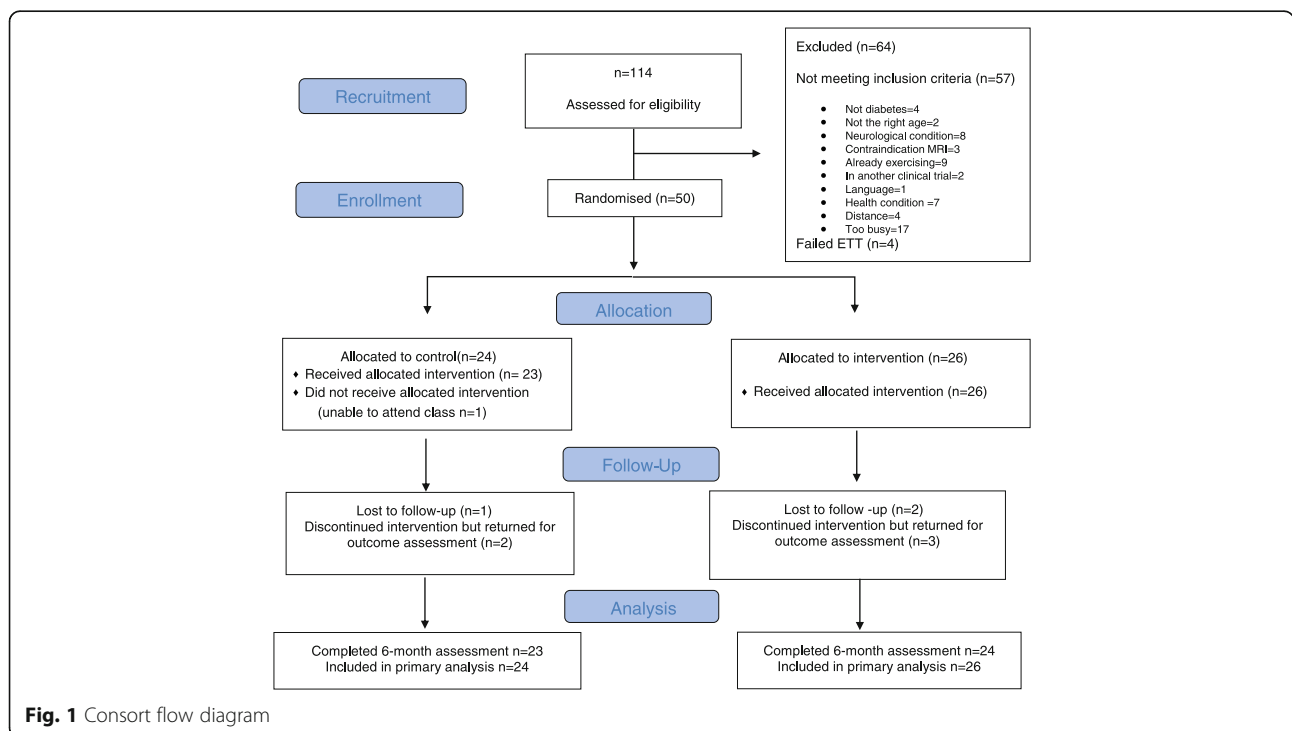 Recruitment
n=114
Assessed for eligibility
Excluded (n=64)
Not meeting inclusion criteria (n=57)
• Not diabetes=4
• Not the right age=2
• Neurological condition=8
• Contraindication MRI=3
• Already exercising=9
• In another clinical trial=2
• Language=1
• Health condition =7
• Distance=4
• Too busy=17
Failed ETT (n=4)
Enrollment
Randomised (n=50)
Allocation
Allocated to control(n=24)
♦ Received allocated intervention (n= 23)
♦ Did not receive allocated intervention
(unable to attend class n=1)
Allocated to intervention (n=26)
♦ Received allocated intervention (n=26)
Follow-Up
Lost to follow-up (n=1)
Discontinued intervention but returned for
outcome assessment (n=2)
Lost to follow -up (n=2)
Discontinued intervention but returned for
outcome assessment (n=3)
Analysis
Completed 6-month assessment n=23
Included in primary analysis n=24
Completed 6-month assessment n=24
Included in primary analysis n=26
Fig. 1 Consort flow diagram